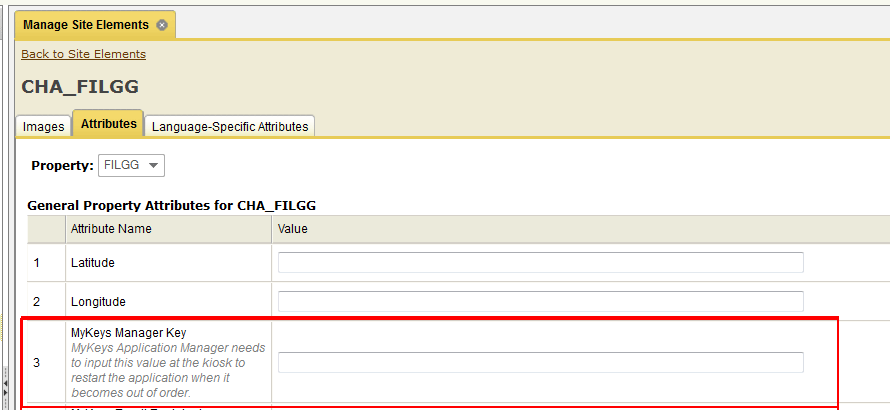 Manage Site Elements
Back to Site Elements
CHA_FILGG
Images Attributes Language-Specific Attributes
Property: FILGG
General Property Attributes for CHA_FILGG
Attribute Name Value
1 Latitude
2 Longitude
3 MyKeys Manager Key
MyKeys Application Manager needs
to input this value at the kiosk to
restart the application when it
becomes out of order.